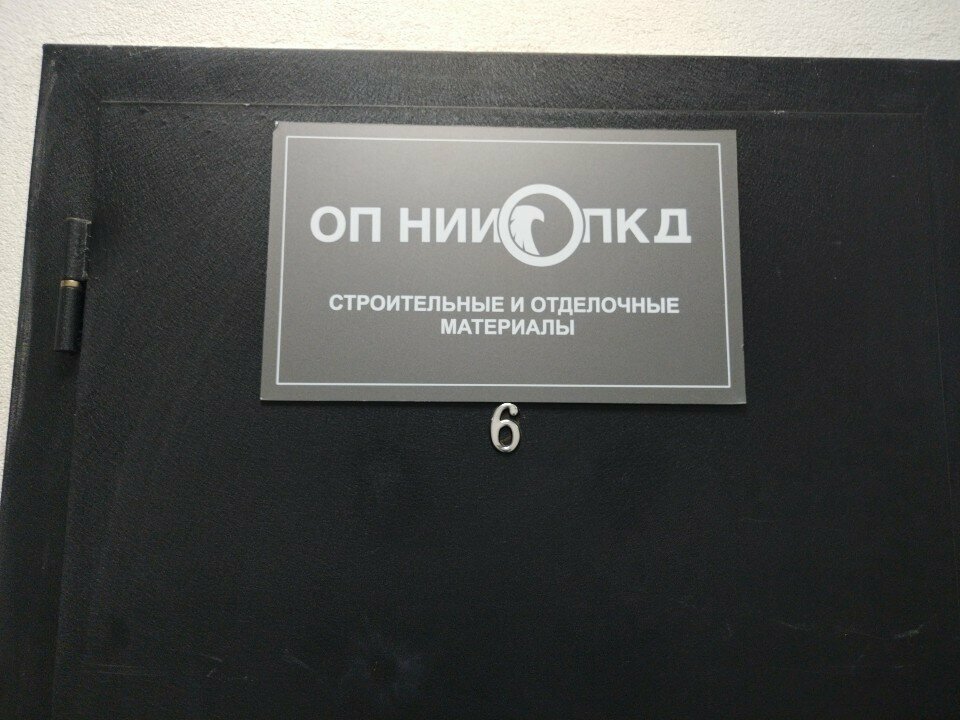 ОП НИИОПКД
СТРОИТЕЛЬНЫЕ И ОТДЕЛОЧНЫЕ
МАТЕРИАЛЫ
6